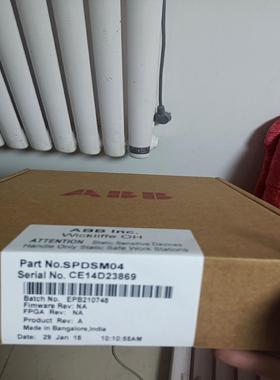 ABB
ABB Inc.
Wickliffe OH
ATTENTION Static Sensitive Devices
Handle Only Static Safe Work Stations
Part No.SPDSM04
Serial No. CE14D23869
Batch No. EPB210748
Firmware Rev: NA
FPGA Rev: NA
Product Rev: A
Made in Bangalore,India
Date: 29 Jan 18 10:10:55AM